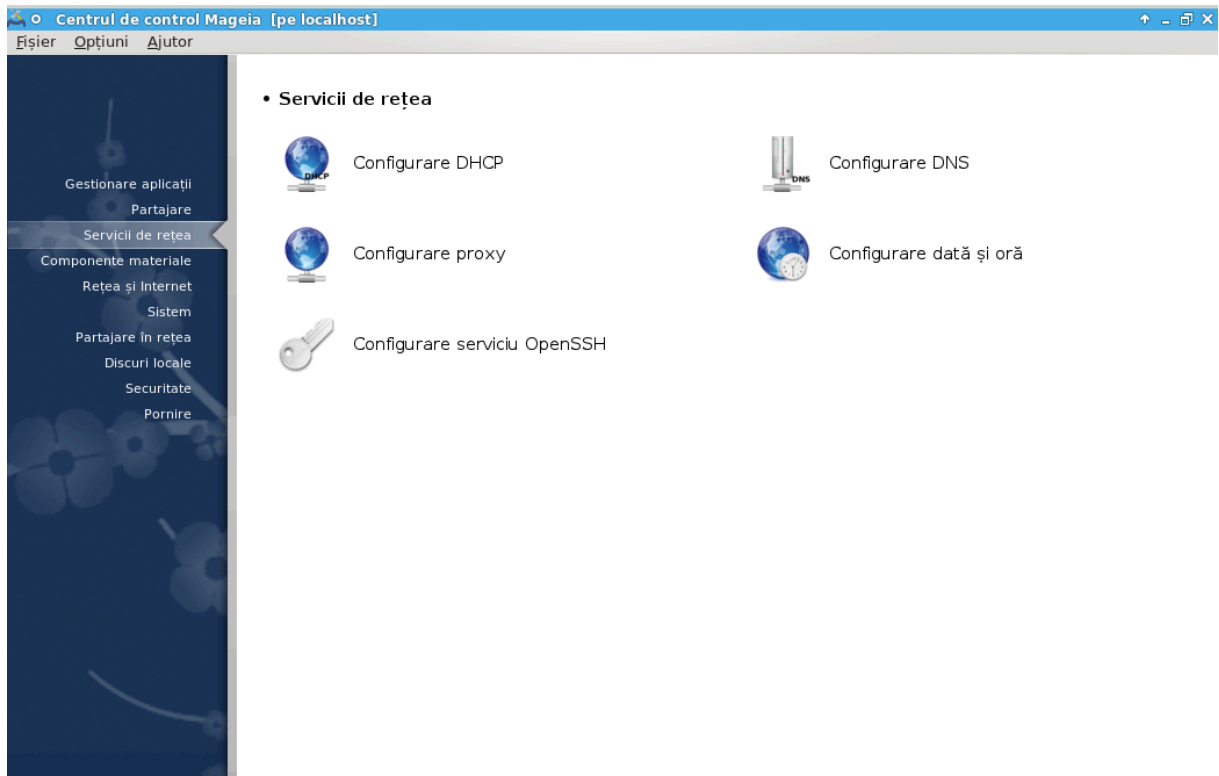 Centrul de control Mageia [pe localhost]
Fișier Opțiuni Ajutor
Gestionare aplicații
Partajare
Servicii de rețea
Componente materiale
Rețea și Internet
Sistem
Partajare în rețea
Discuri locale
Securitate
Pornire
• Servicii de rețea
DHCP
Configurare DHCP
DNS
Configurare DNS
Configurare proxy
Configurare dată și oră
Configurare serviciu OpenSSH